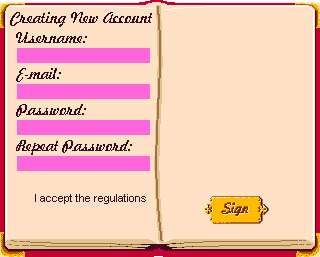 Creating New Account
Username:
E-mail:
Password:
Repeat Password:
I accept the regulations
Sign